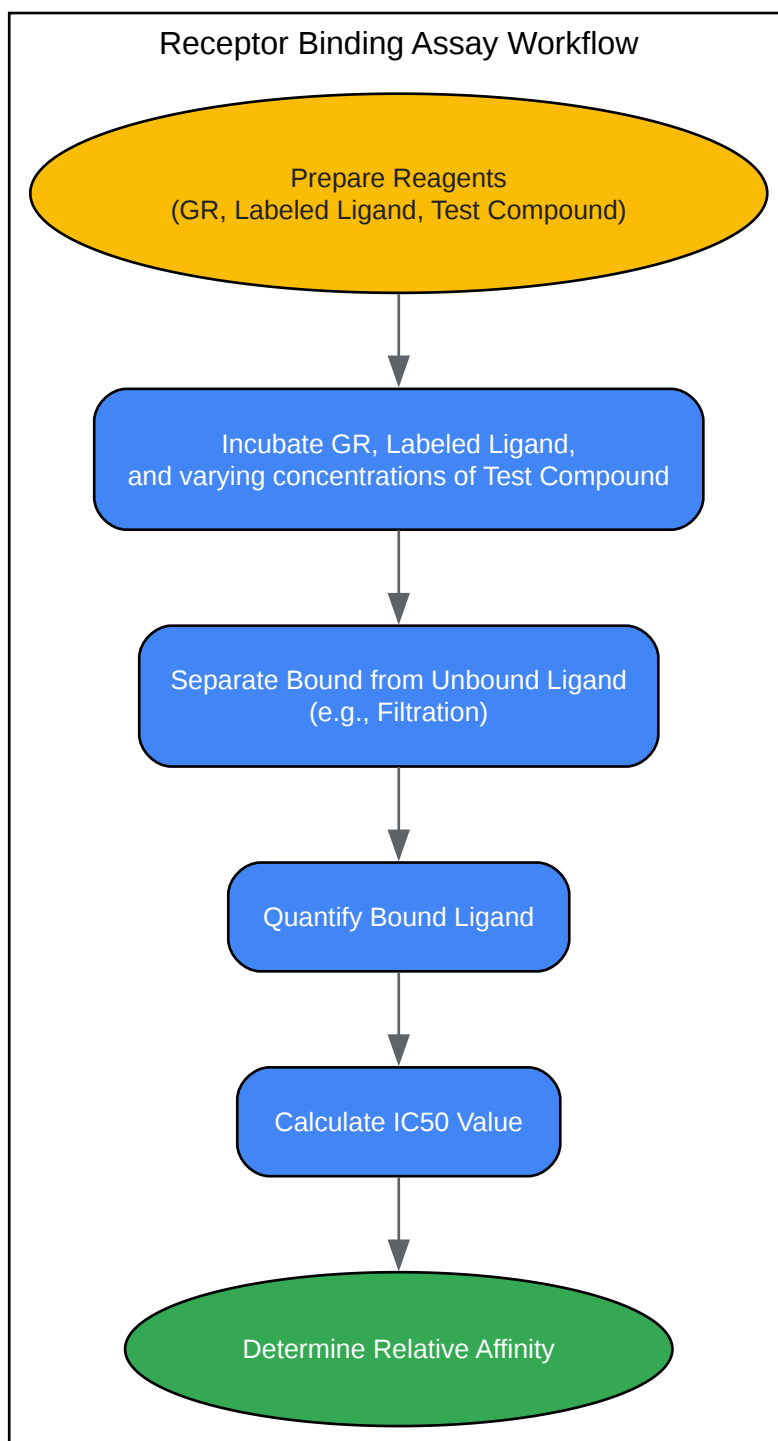 Receptor Binding Assay Workflow
Prepare Reagents
(GR, Labeled Ligand, Test Compound)
Incubate GR, Labeled Ligand,
and varying concentrations of Test Compound
Separate Bound from Unbound Ligand
(e.g., Filtration)
Quantify Bound Ligand
Calculate IC50 Value
Determine Relative Affinity